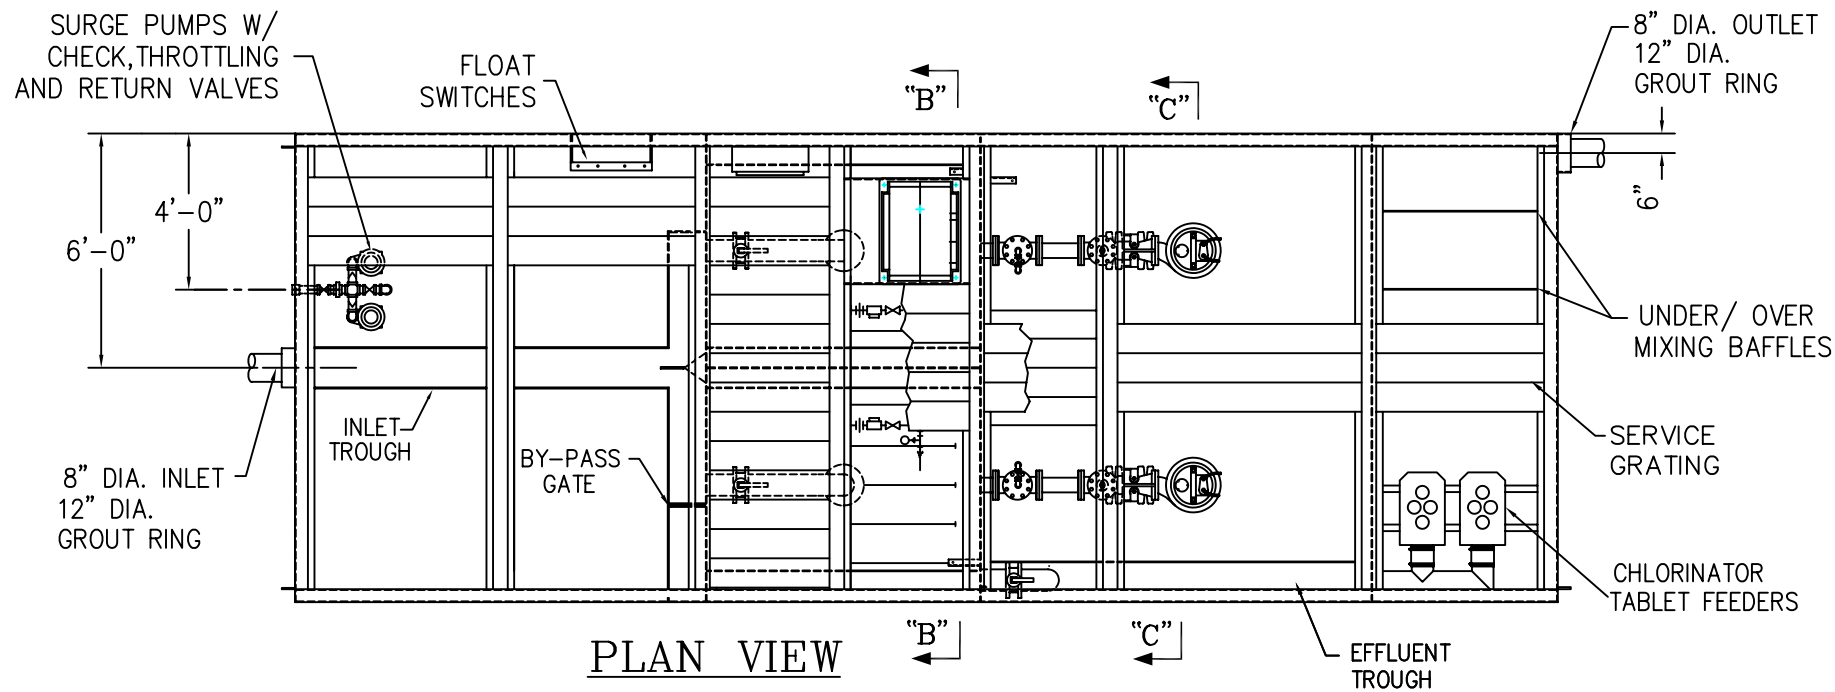 SURGE PUMPS W/
CHECK,THROTTLING
AND RETURN VALVES
FLOAT
SWITCHES
"B"
"C"
8" DIA. OUTLET
12" DIA.
GROUT RING
4'-0"
6'-0"
6"
UNDER/ OVER
MIXING BAFFLES
INLET
TROUGH
BY-PASS
GATE
SERVICE
GRATING
8" DIA. INLET
12" DIA.
GROUT RING
CHLORINATOR
TABLET FEEDERS
"B"
"C"
EFFLUENT
TROUGH
PLAN VIEW